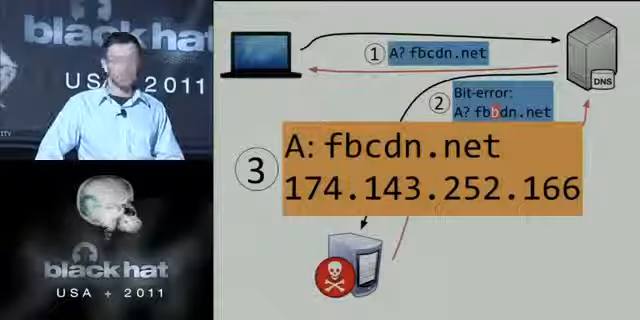 black hat
USA 2011
ITY
black hat
USA + 2011
1 A? fbcdn.net
DNS
2 Bit-error:
A? fbbdn.net
3 A: fbcdn.net
174.143.252.166